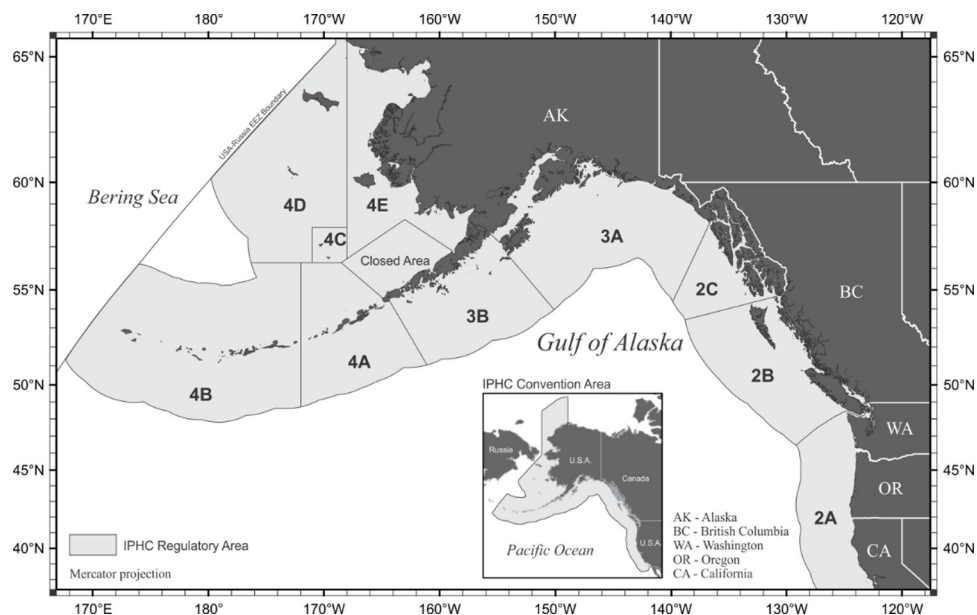 170°E 180° 170°W 160°W 150°W 140°W 130°W 120°W
65°N 65°N
USA-Russia EEZ Boundary
AK
60°N 60°N
Bering Sea
4D 4E
4C 3A
Closed Area
55°N 55°N
2C BC
3B
Gulf of Alaska
4A 2B
50°N 4B 50°N
IPHC Convention Area
WA
Russia U.S.A.
Canada
45°N 45°N
OR
2A
U.S.A.
AK - Alaska
BC - British Columbia
WA - Washington
OR - Oregon
CA - California
IPHC Regulatory Area
Pacific Ocean
40°N CA 40°N
Mercator projection
170°E 180° 170°W 160°W 150°W 140°W 130°W 120°W